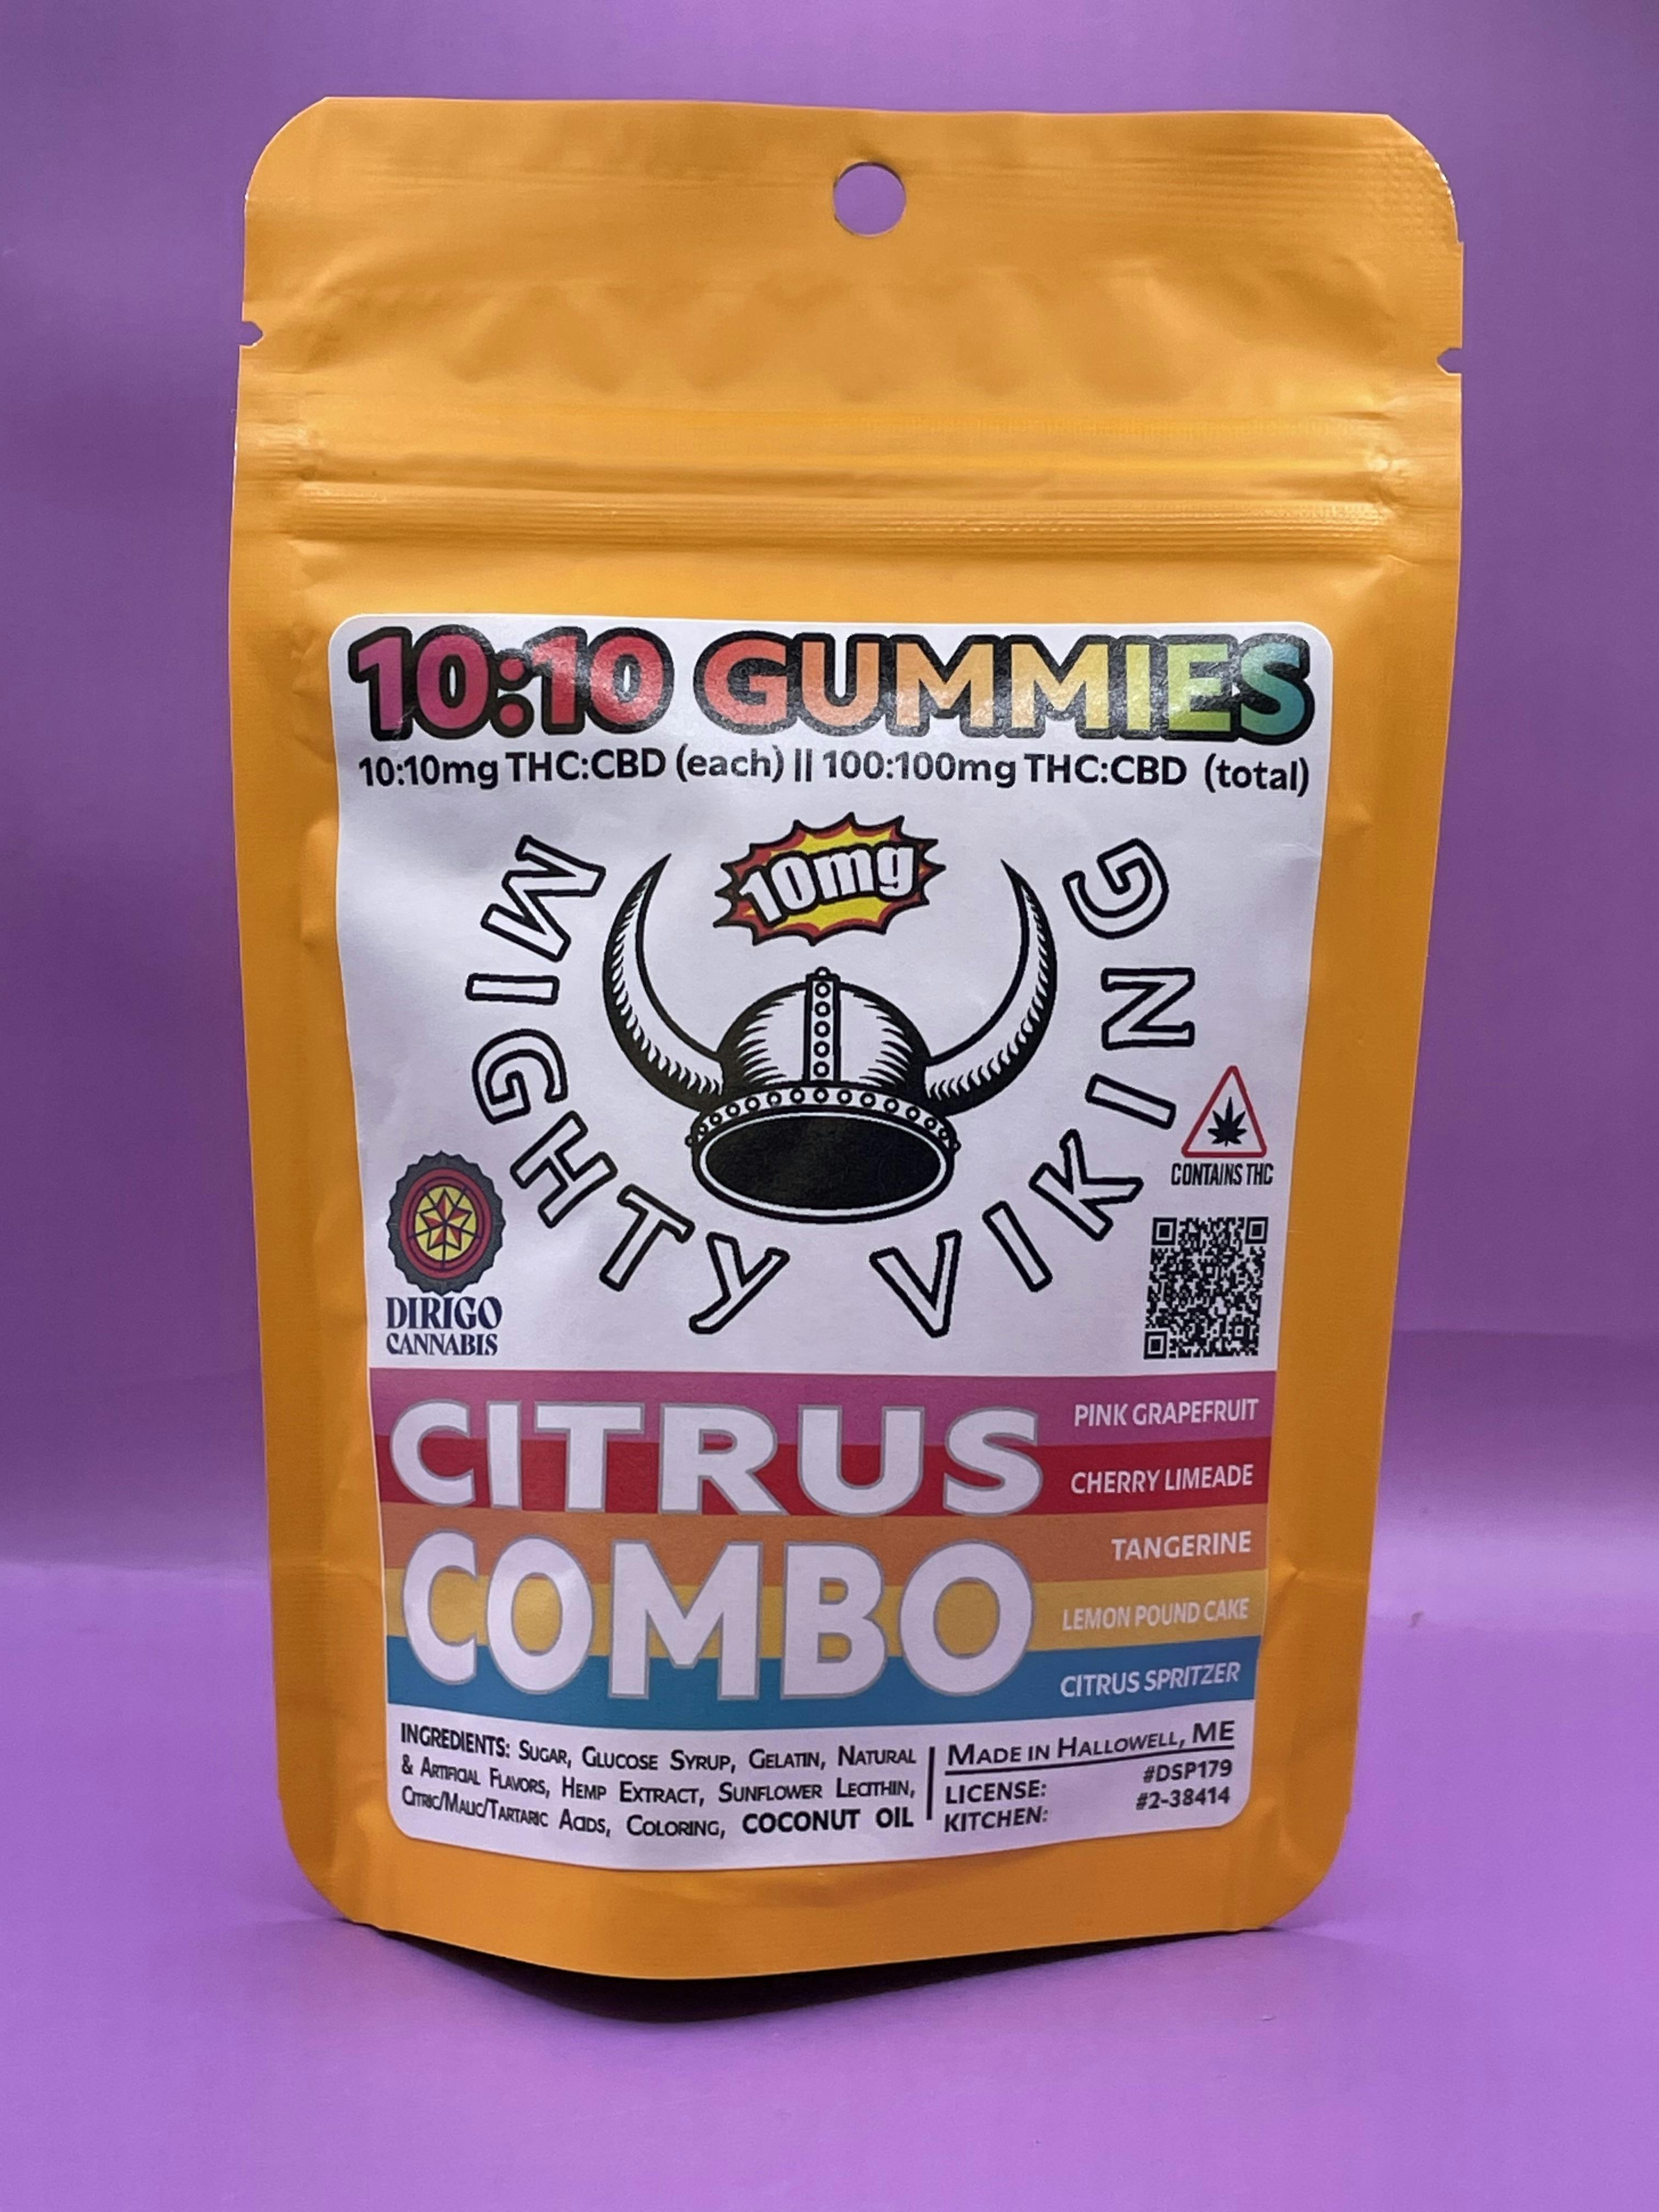 10:10 GUMMIES
10:10mg THC:CBD (each) || 100:100mg THC:CBD (total)
10mg
MIGHTY VIKING
CONTAINS THC
DIRIGO
CANNABIS
CITRUS
COMBO
PINK GRAPEFRUIT
CHERRY LIMEADE
TANGERINE
LEMON POUND CAKE
CITRUS SPRITZER
INGREDIENTS: SUGAR, GLUCOSE SYRUP, GELATIN, NATURAL
& ARTIFICIAL FLAVORS, HEMP EXTRACT, SUNFLOWER LECITHIN,
CITRIC/MALIC/TARTARIC ACIDS, COLORING, COCONUT OIL
MADE IN HALLOWELL, ME
LICENSE: #DSP179
KITCHEN: #2-38414